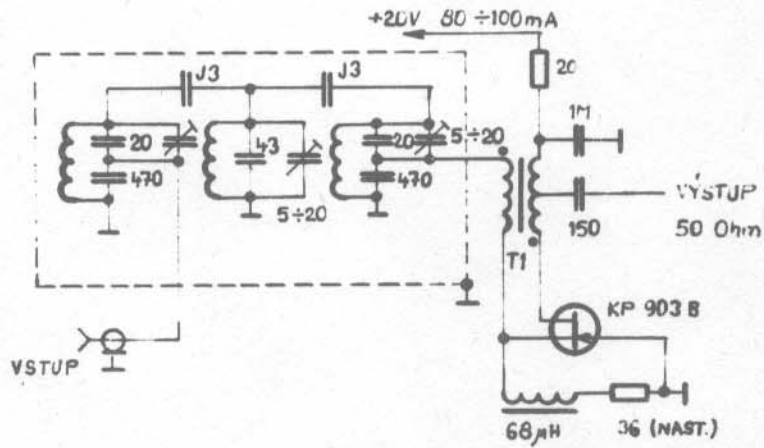 +20V 80÷100mA
J3
J3
20
20
470
43
5÷20
20
5÷20
470
1M
150
VÝSTUP
50 Ohm
T1
KP 903 B
VSTUP
68µH
36 (NAST.)